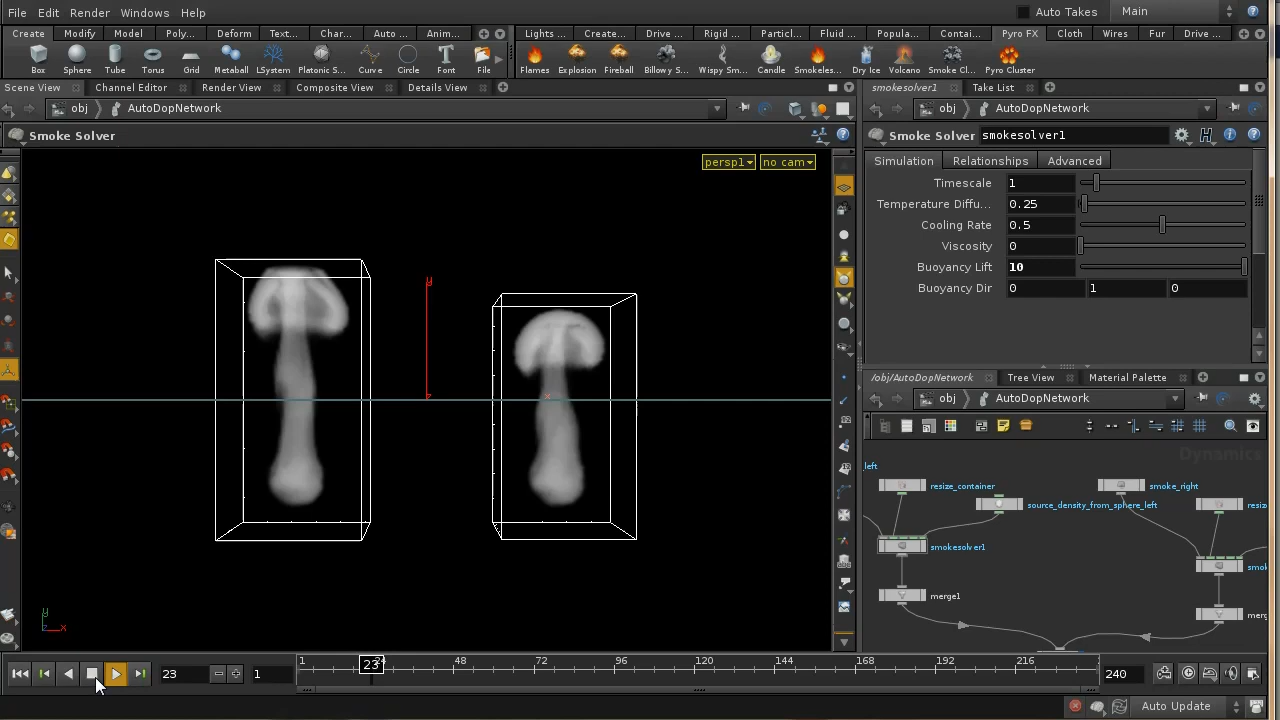 File Edit Render Windows Help Auto Takes Main
Create Modify Model Poly... Deform Text... Char... Auto ... Anim... Lights ... Create... Drive ... Rigid ... Particl... Fluid ... Popula... Contai... Pyro FX Cloth Wires Fur Drive ...
Box Sphere Tube Torus Grid Metaball LSystem Platonic S... Curve Circle Font File Flames Explosion Fireball Billowy S... Wispy Sm... Candle Smokeles... Dry Ice Volcano Smoke Cl... Pyro Cluster
Scene View Channel Editor Render View Composite View Details View smokesolver1 Take List
obj AutoDopNetwork obj AutoDopNetwork
Smoke Solver Smoke Solver smokesolver1
persp1 no cam
Simulation Relationships Advanced
Timescale 1
Temperature Diffu... 0.25
Cooling Rate 0.5
Viscosity 0
Buoyancy Lift 10
Buoyancy Dir 0 1 0
y
z
x
/obj/AutoDopNetwork Tree View Material Palette
obj AutoDopNetwork
Dynamics
_left
resize_container smoke_right
source_density_from_sphere_left resiz
smokesolver1
smok
merge1
merg
y
z x
23 1 1 23 24 48 72 96 120 144 168 192 216 240
Auto Update